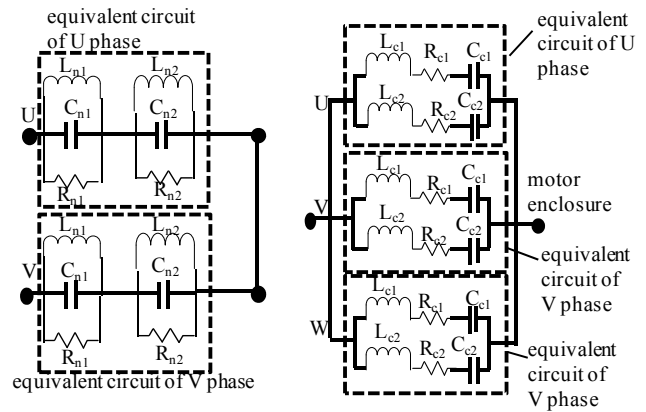 equivalent circuit
of U phase
Ln1
Ln2
U
Cn1
Cn2
Rn1
Rn2
Ln1
Ln2
V
Cn1
Cn2
Rn1
Rn2
equivalent circuit of V phase
Lc1
Rc1
Cc1
U
Lc2
Rc2
Cc2
equivalent
circuit of U
phase
Lc1
Rc1
Cc1
V
Lc2
Rc2
Cc2
motor
enclosure
equivalent
circuit of
V phase
Lc1
Rc1
Cc1
W
Lc2
Rc2
Cc2
equivalent
circuit of
V phase